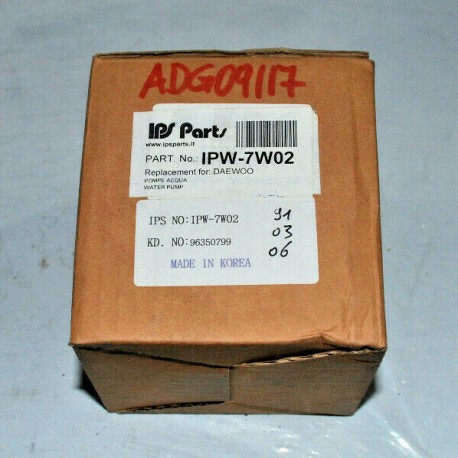 ADG09117
IPS Parts
www.ipsparts.it
PART. No.: IPW-7W02
Replacement for: DAEWOO
POMPE ACQUA
WATER PUMP
IPS NO: IPW-7W02 91
03
KD. NO: 96350799 06
MADE IN KOREA